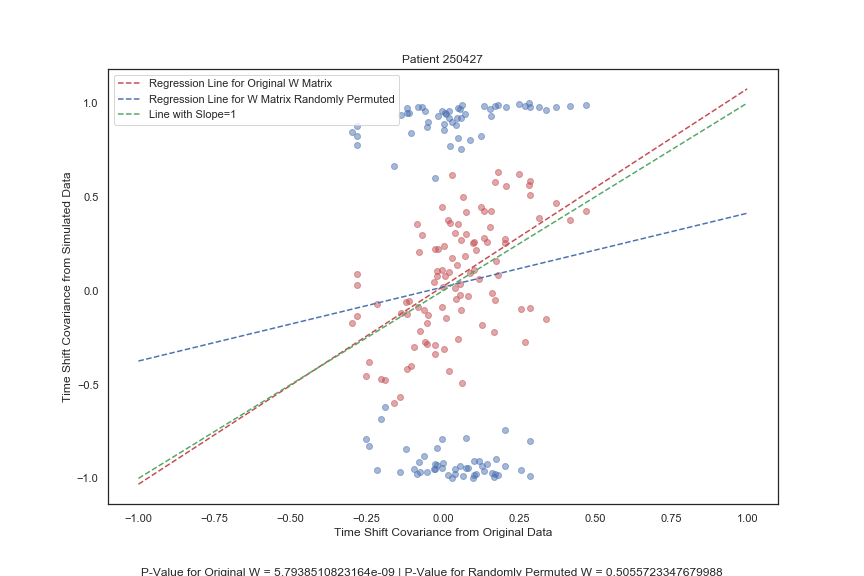 Patient 250427
Regression Line for Original W Matrix
Regression Line for W Matrix Randomly Permuted
Line with Slope=1
1.0
0.5
0.0
−0.5
−1.0
Time Shift Covariance from Simulated Data
−1.00 −0.75 −0.50 −0.25 0.00 0.25 0.50 0.75 1.00
Time Shift Covariance from Original Data
P-Value for Original W = 5.7938510823164e-09 | P-Value for Randomly Permuted W = 0.5055723347679988